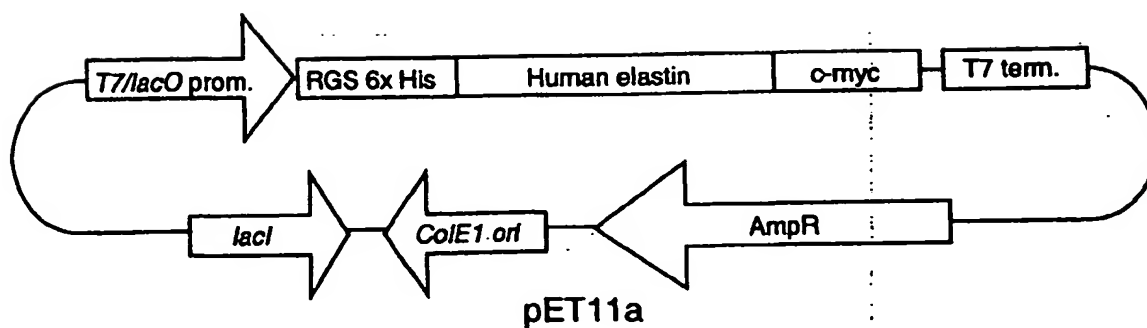 T7/lacO prom. RGS 6x His Human elastin c-myc T7 term.
lacI ColE1 ori AmpR
pET11a